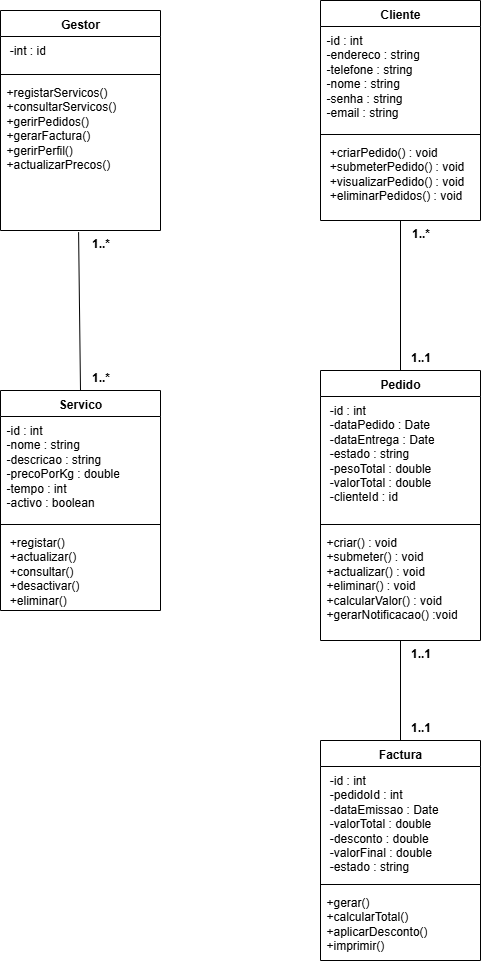 Gestor
-int : id
+registarServicos()
+consultarServicos()
+gerirPedidos()
+gerarFactura()
+gerirPerfil()
+actualizarPrecos()
1..*
1..*
Servico
-id : int
-nome : string
-descricao : string
-precoPorKg : double
-tempo : int
-activo : boolean
+registar()
+actualizar()
+consultar()
+desactivar()
+eliminar()
Cliente
-id : int
-endereco : string
-telefone : string
-nome : string
-senha : string
-email : string
+criarPedido() : void
+submeterPedido() : void
+visualizarPedido() : void
+eliminarPedidos() : void
1..*
1..1
Pedido
-id : int
-dataPedido : Date
-dataEntrega : Date
-estado : string
-pesoTotal : double
-valorTotal : double
-clienteId : id
+criar() : void
+submeter() : void
+actualizar() : void
+eliminar() : void
+calcularValor() : void
+gerarNotificacao() :void
1..1
1..1
Factura
-id : int
-pedidoId : int
-dataEmissao : Date
-valorTotal : double
-desconto : double
-valorFinal : double
-estado : string
+gerar()
+calcularTotal()
+aplicarDesconto()
+imprimir()